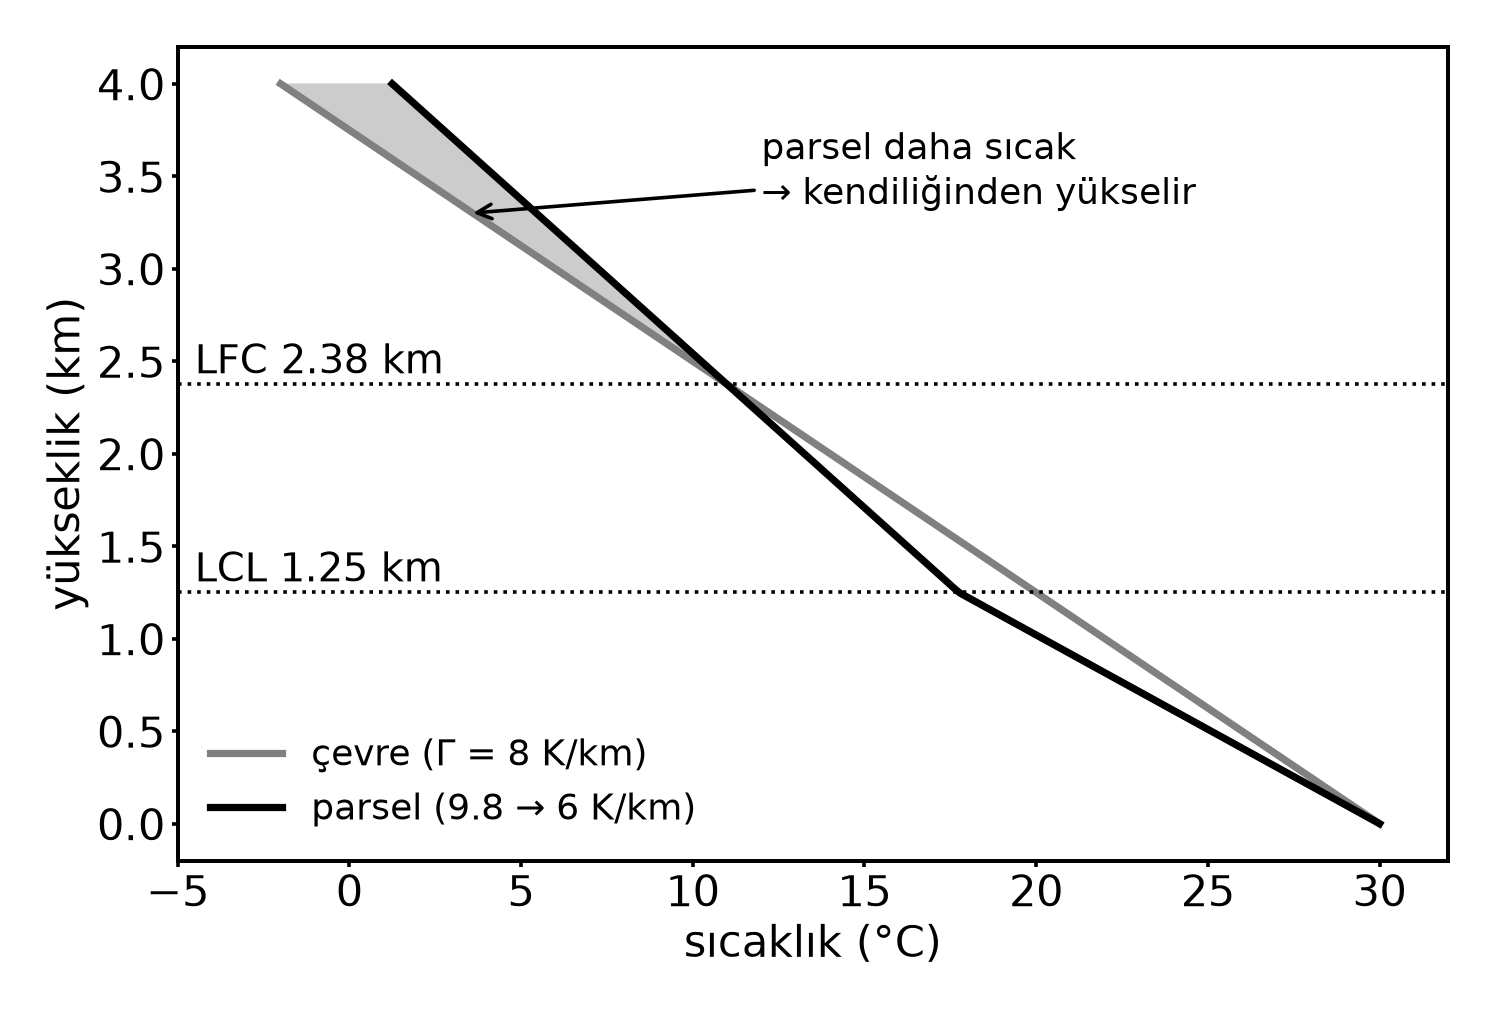 4.0
3.5
3.0
2.5
2.0
1.5
1.0
0.5
0.0
yükseklik (km)
parsel daha sıcak
→ kendiliğinden yükselir
LFC 2.38 km
LCL 1.25 km
çevre (Γ = 8 K/km)
parsel (9.8 → 6 K/km)
−5 0 5 10 15 20 25 30
sıcaklık (°C)